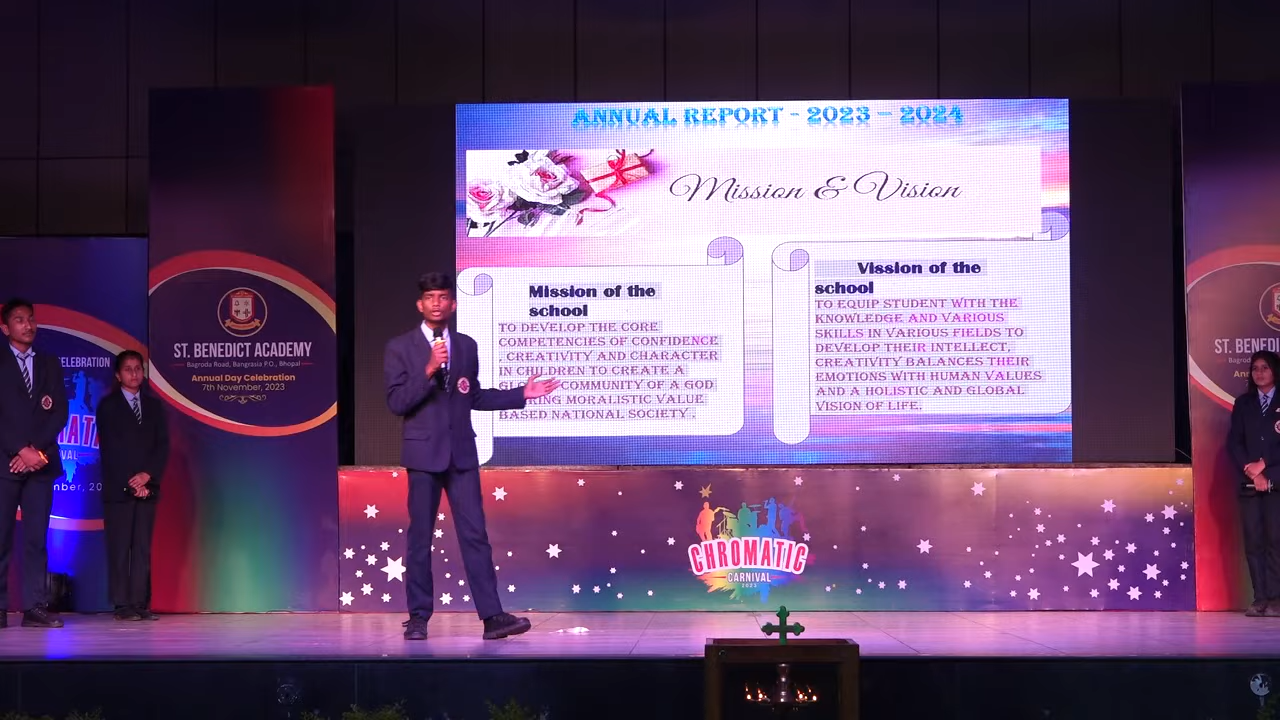 ANNUAL REPORT - 2023 - 2024
Mission & Vision
Mission of the
school
TO DEVELOP THE CORE
COMPETENCIES OF CONFIDENCE
, CREATIVITY AND CHARACTER
IN CHILDREN TO CREATE A
COMMUNITY OF A GOD
MORALISTIC VALUE
BASED NATIONAL SOCIETY .
Vission of the
school
TO EQUIP STUDENT WITH THE
KNOWLEDGE AND VARIOUS
SKILLS IN VARIOUS FIELDS TO
DEVELOP THEIR INTELLECT,
CREATIVITY BALANCES THEIR
EMOTIONS WITH HUMAN VALUES
AND A HOLISTIC AND GLOBAL
VISION OF LIFE.
ST. BENEDICT ACADEMY
Bagroda Road, Bangrasia P.O., Bhopal
Annual Day Celebration
7th November, 2023
CELEBRATION
CHROMATIC
CARNIVAL
2023
ST. BENED